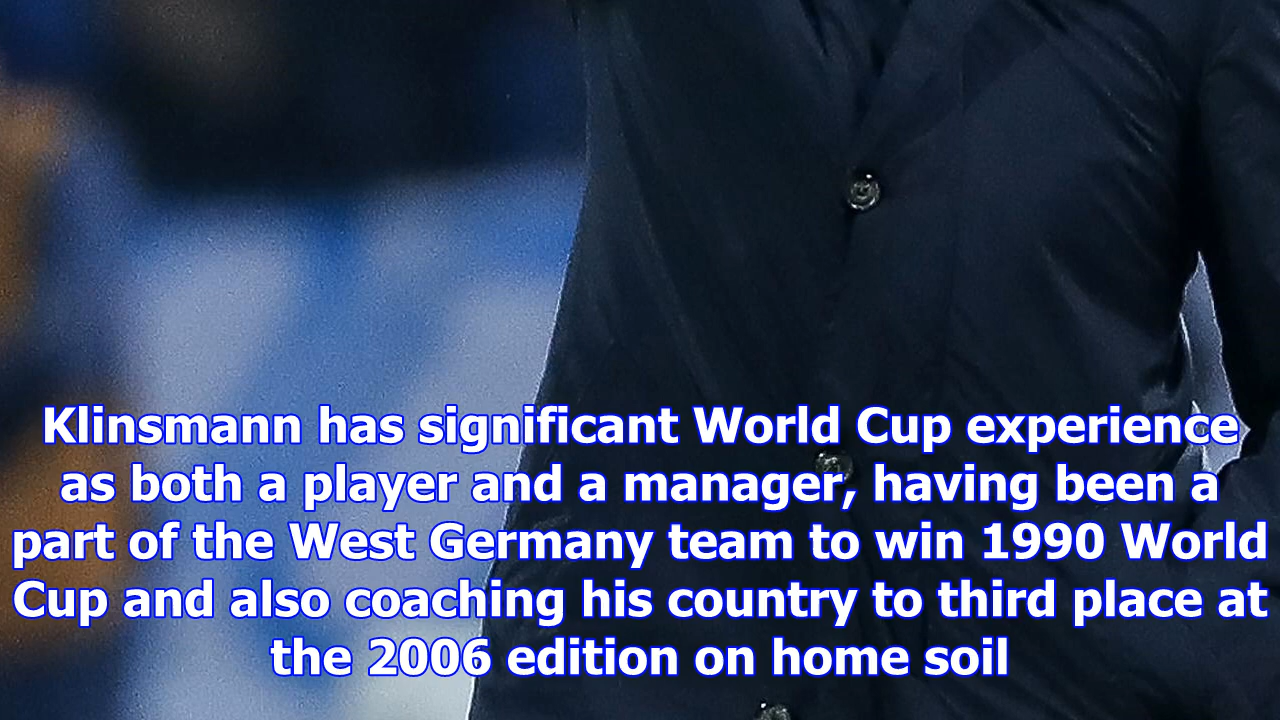 Klinsmann has significant World Cup experience
as both a player and a manager, having been a
part of the West Germany team to win 1990 World
Cup and also coaching his country to third place at
the 2006 edition on home soil